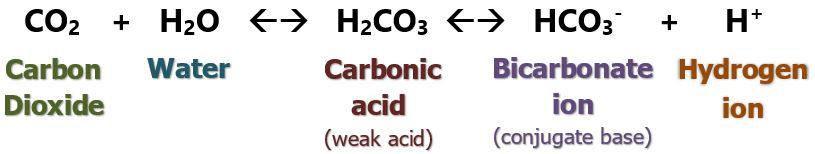 CO₂ + H₂O ←→ H₂CO₃ ←→ HCO₃⁻ + H⁺
Carbon Water Carbonic Bicarbonate Hydrogen
Dioxide acid ion ion
(weak acid) (conjugate base)